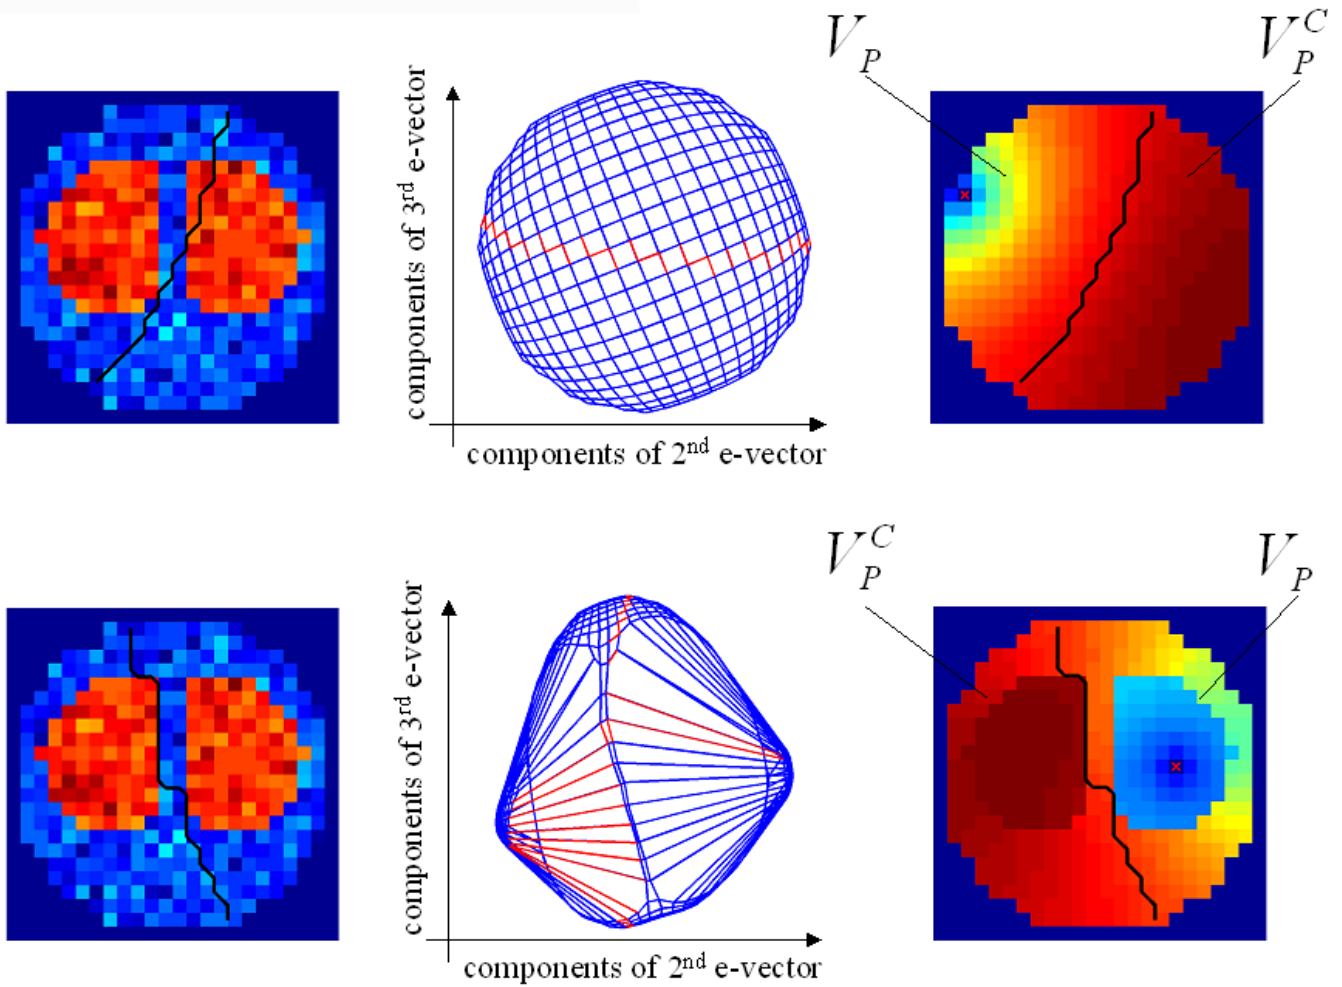 V_P
V_P^C
components of 3rd e-vector
components of 2nd e-vector
V_P^C
V_P
components of 3rd e-vector
components of 2nd e-vector